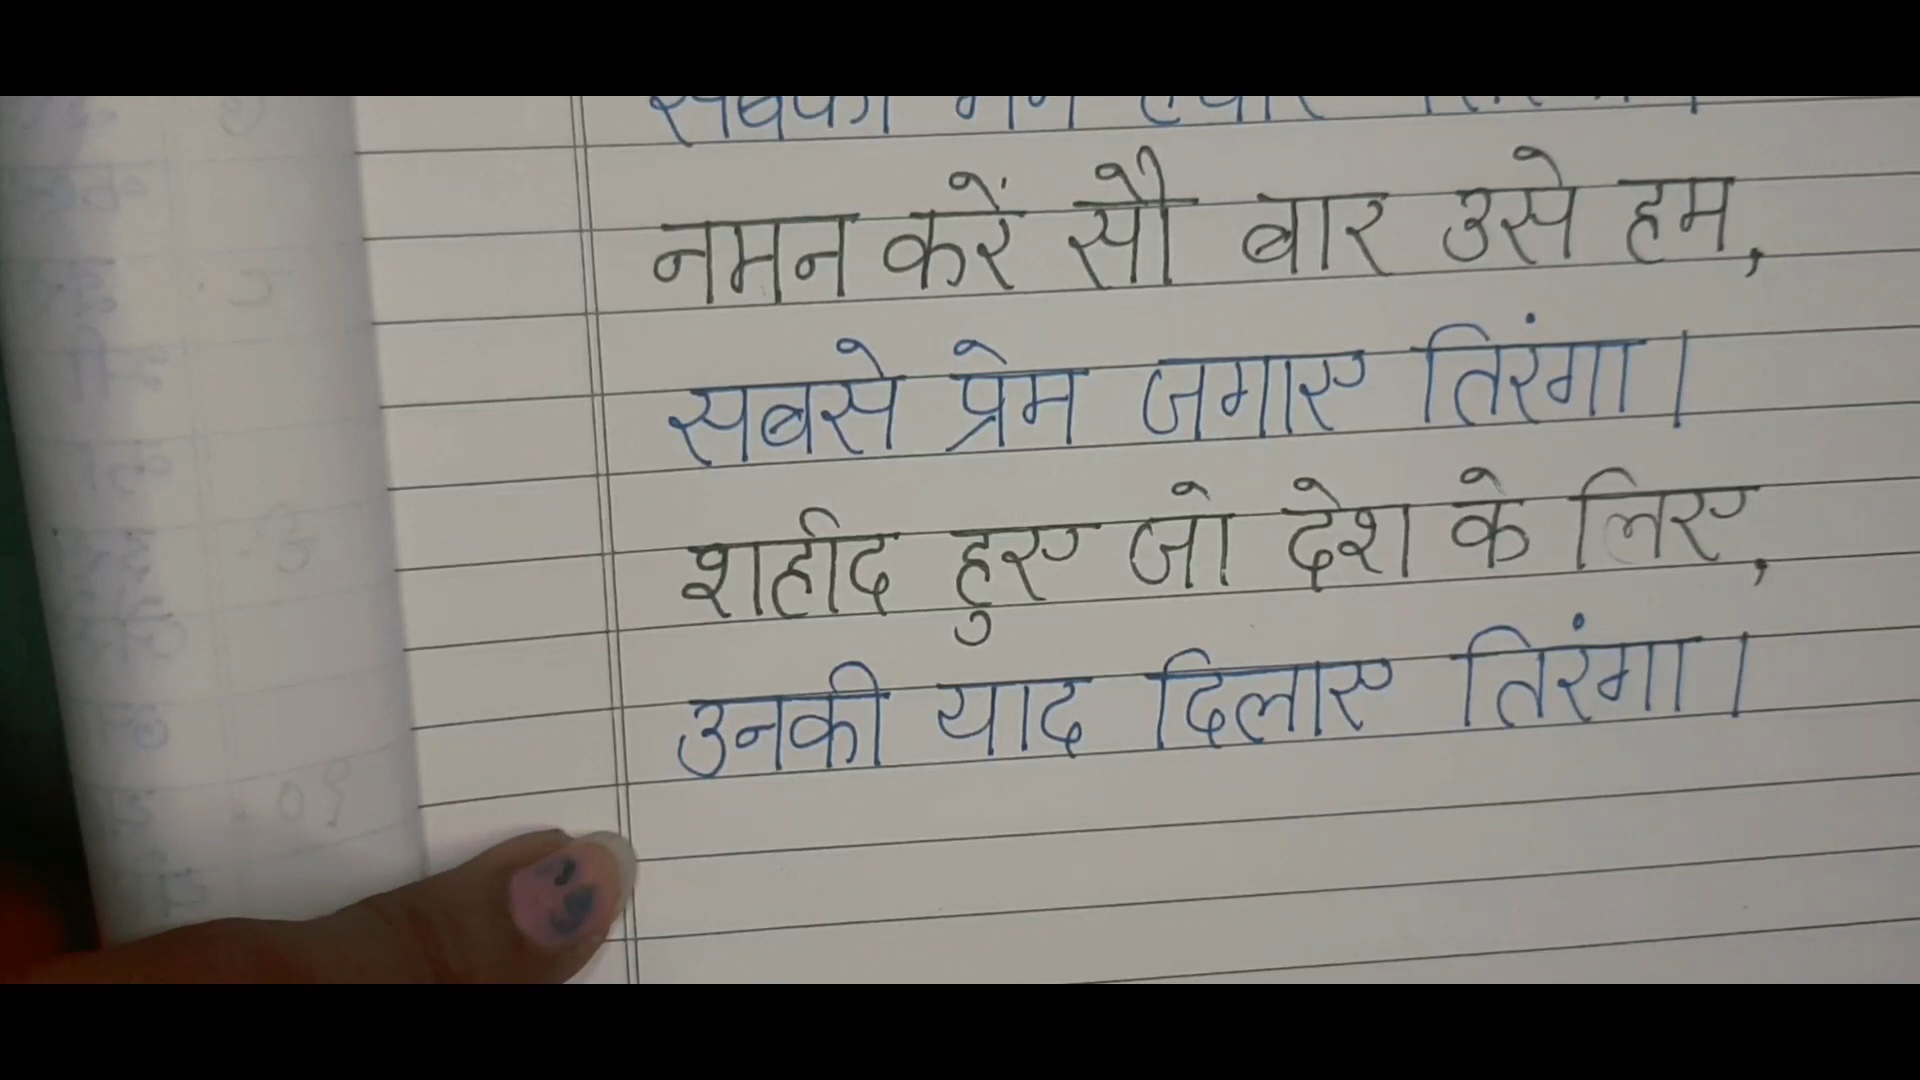 नमन करें सौ बार उसे हम,
सबसे प्रेम जगाए तिरंगा।
शहीद हुए जो देश के लिए,
उनकी याद दिलाए तिरंगा।